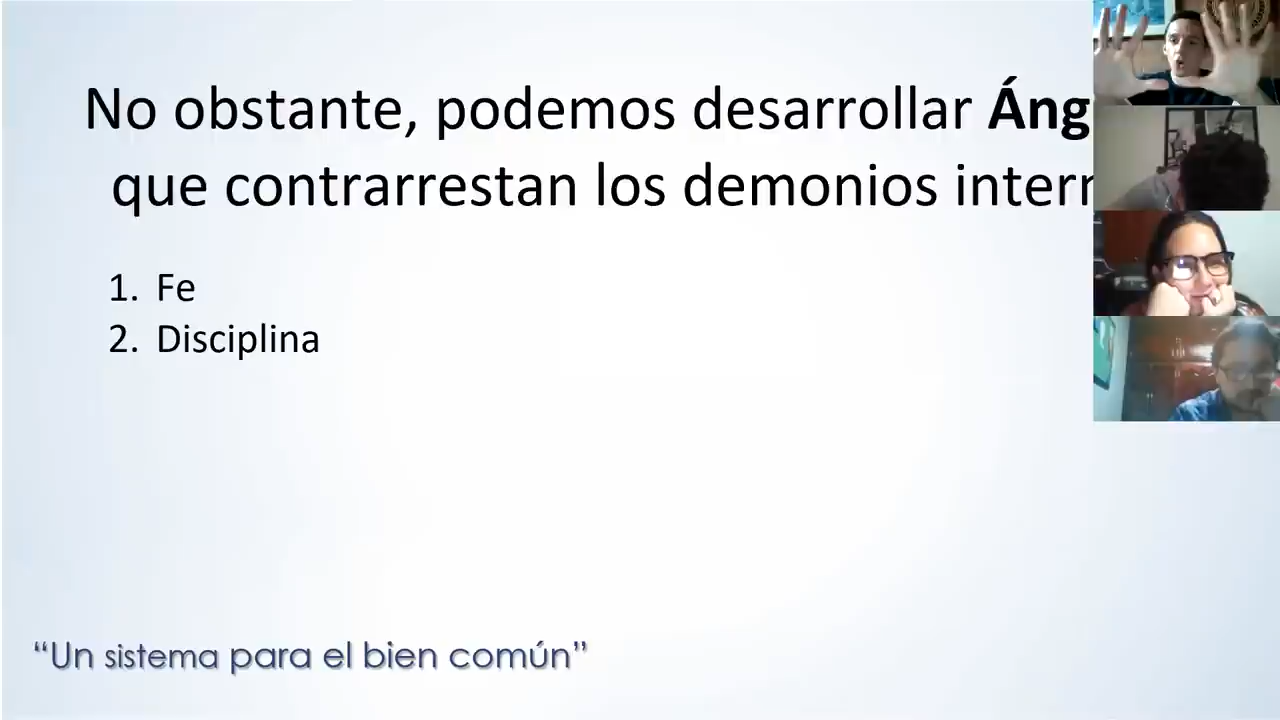 No obstante, podemos desarrollar Áng
que contrarrestan los demonios intern
1. Fe
2. Disciplina
“Un sistema para el bien común”